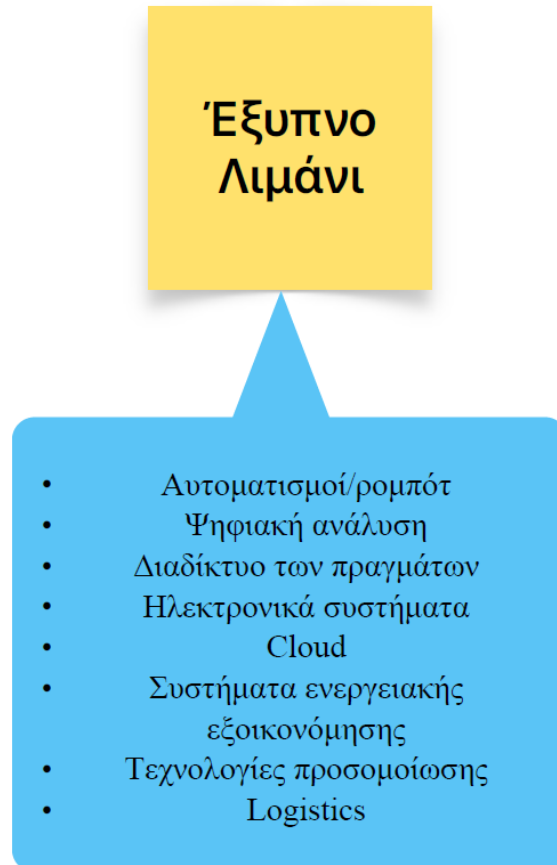 Έξυπνο
Λιμάνι
• Αυτοματισμοί/ρομπότ
• Ψηφιακή ανάλυση
• Διαδίκτυο των πραγμάτων
• Ηλεκτρονικά συστήματα
• Cloud
• Συστήματα ενεργειακής
εξοικονόμησης
• Τεχνολογίες προσομοίωσης
• Logistics